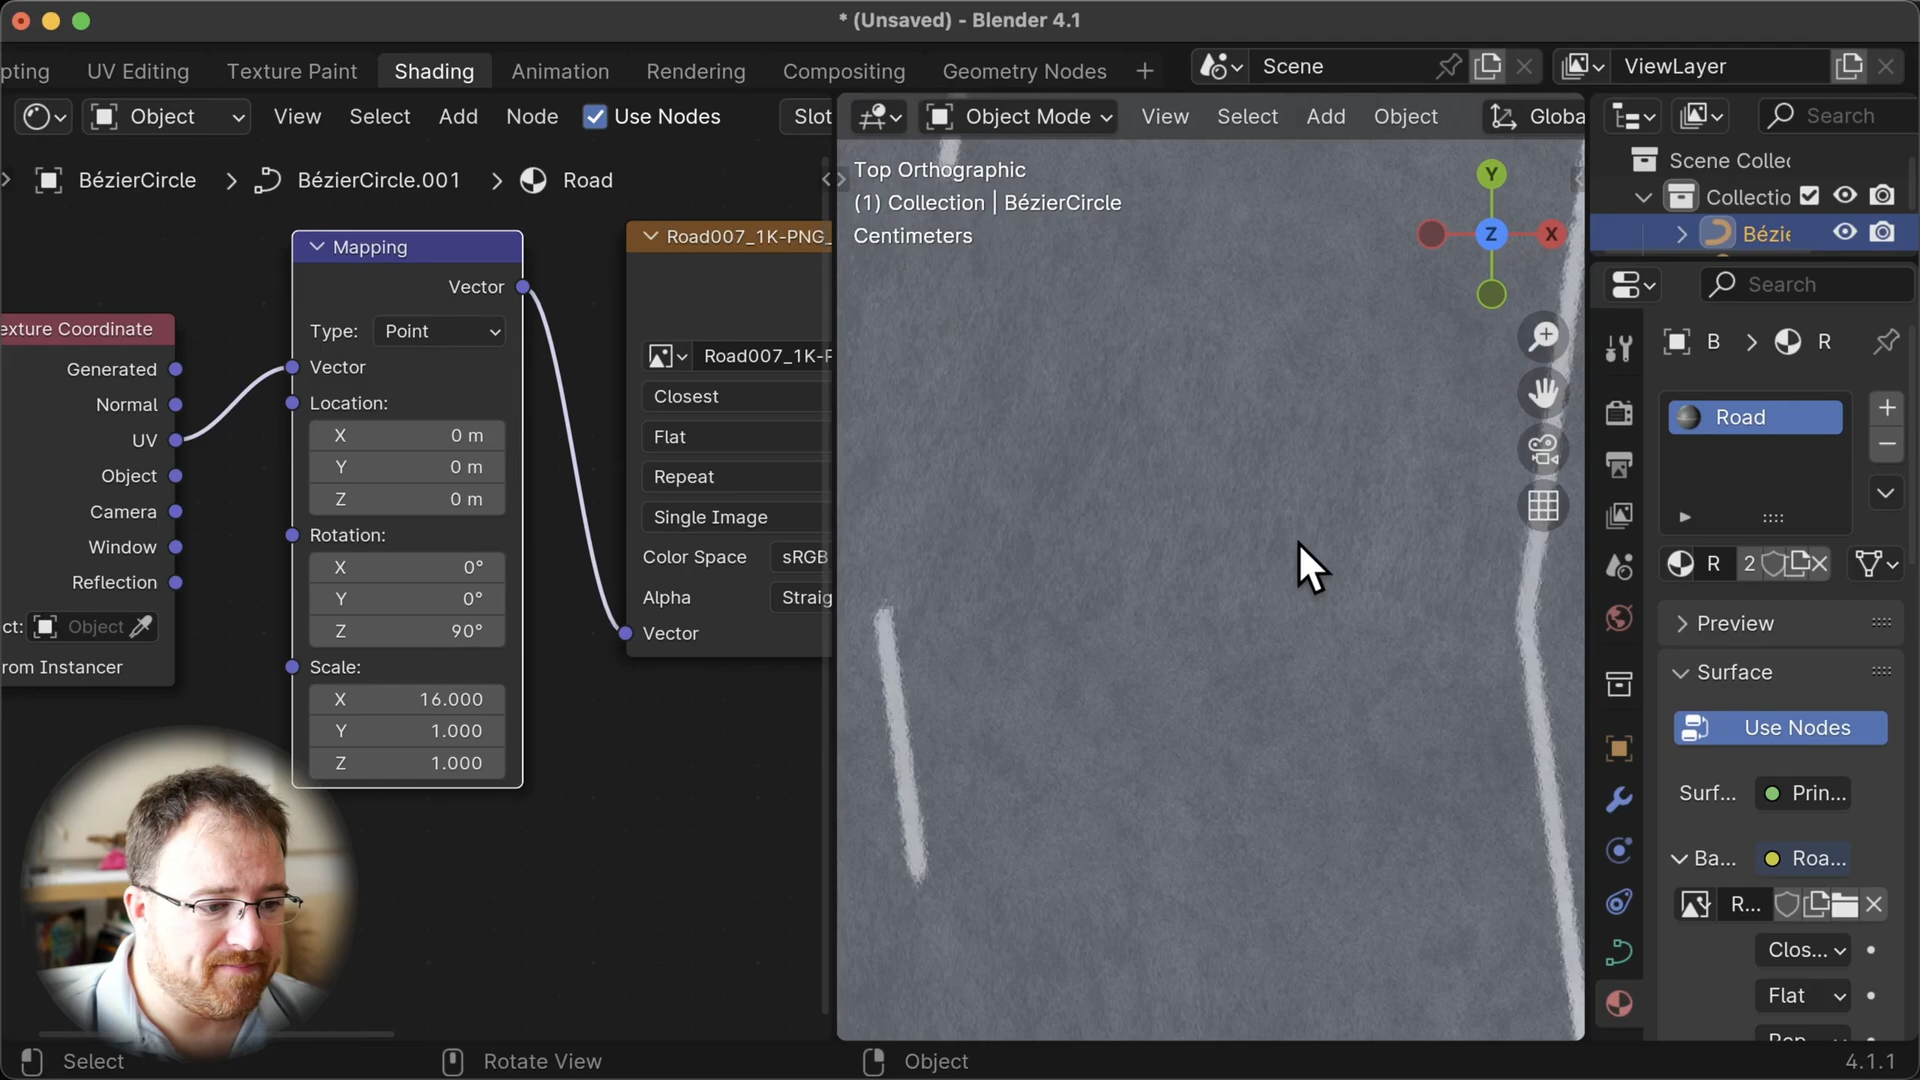 * (Unsaved) - Blender 4.1
pting UV Editing Texture Paint Shading Animation Rendering Compositing Geometry Nodes + Scene ViewLayer
Object View Select Add Node Use Nodes Slot
Object Mode View Select Add Object Globa
Search
BézierCircle > BézierCircle.001 > Road
Mapping
Vector
Type: Point
Vector
Location:
X 0 m
Y 0 m
Z 0 m
Rotation:
X 0°
Y 0°
Z 90°
Scale:
X 16.000
Y 1.000
Z 1.000
exture Coordinate
Generated
Normal
UV
Object
Camera
Window
Reflection
ct: Object
rom Instancer
Road007_1K-PNG_
Road007_1K-P
Closest
Flat
Repeat
Single Image
Color Space sRGB
Alpha Straig
Vector
Top Orthographic
(1) Collection | BézierCircle
Centimeters
Y
Z
X
Scene Collec
Collectio
Bézie
Search
B > R
Road
R 2
Preview
Surface
Use Nodes
Surf... Prin...
Ba... Roa...
R...
Clos...
Flat
Select
Rotate View
Object
4.1.1